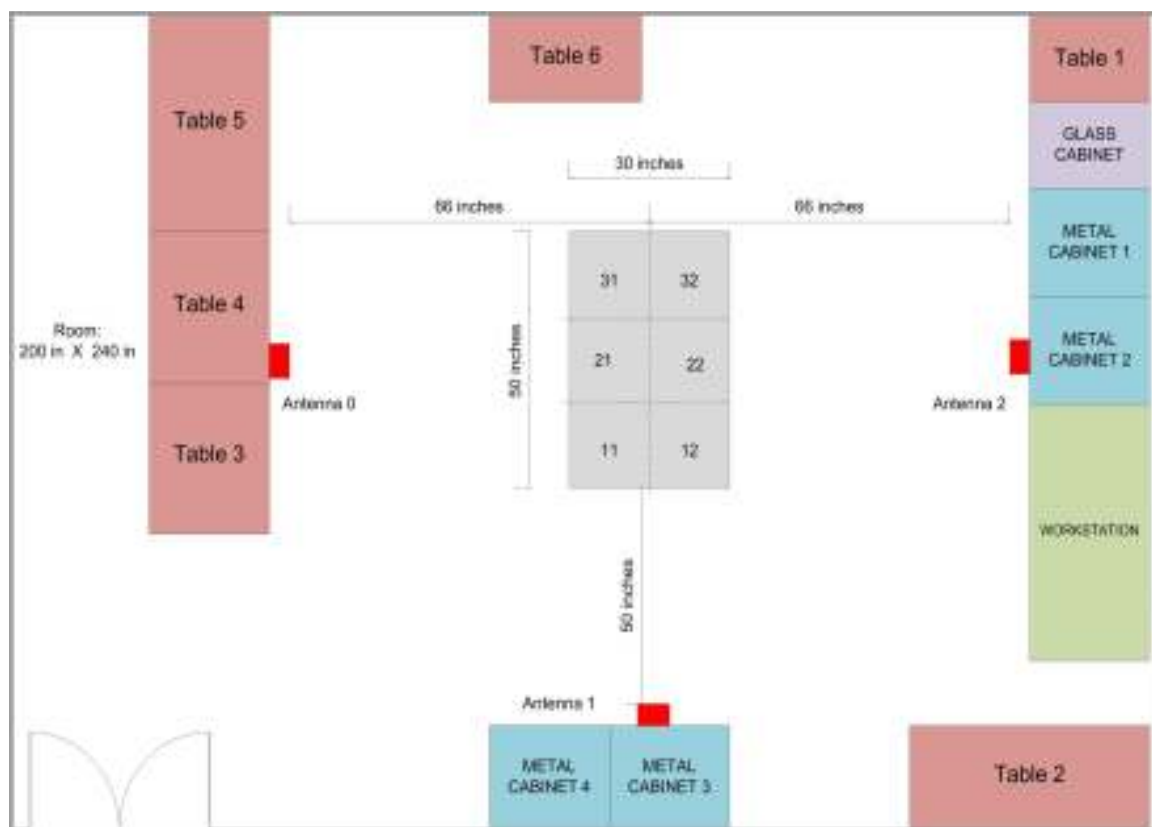 Table 6
Table 1
Table 5
GLASS
CABINET
30 inches
66 inches
66 inches
METAL
CABINET 1
31
32
Table 4
Room:
200 in X 240 in
50 inches
21
22
METAL
CABINET 2
Antenna 0
Antenna 2
Table 3
11
12
WORKSTATION
50 inches
Antenna 1
METAL
CABINET 4
METAL
CABINET 3
Table 2